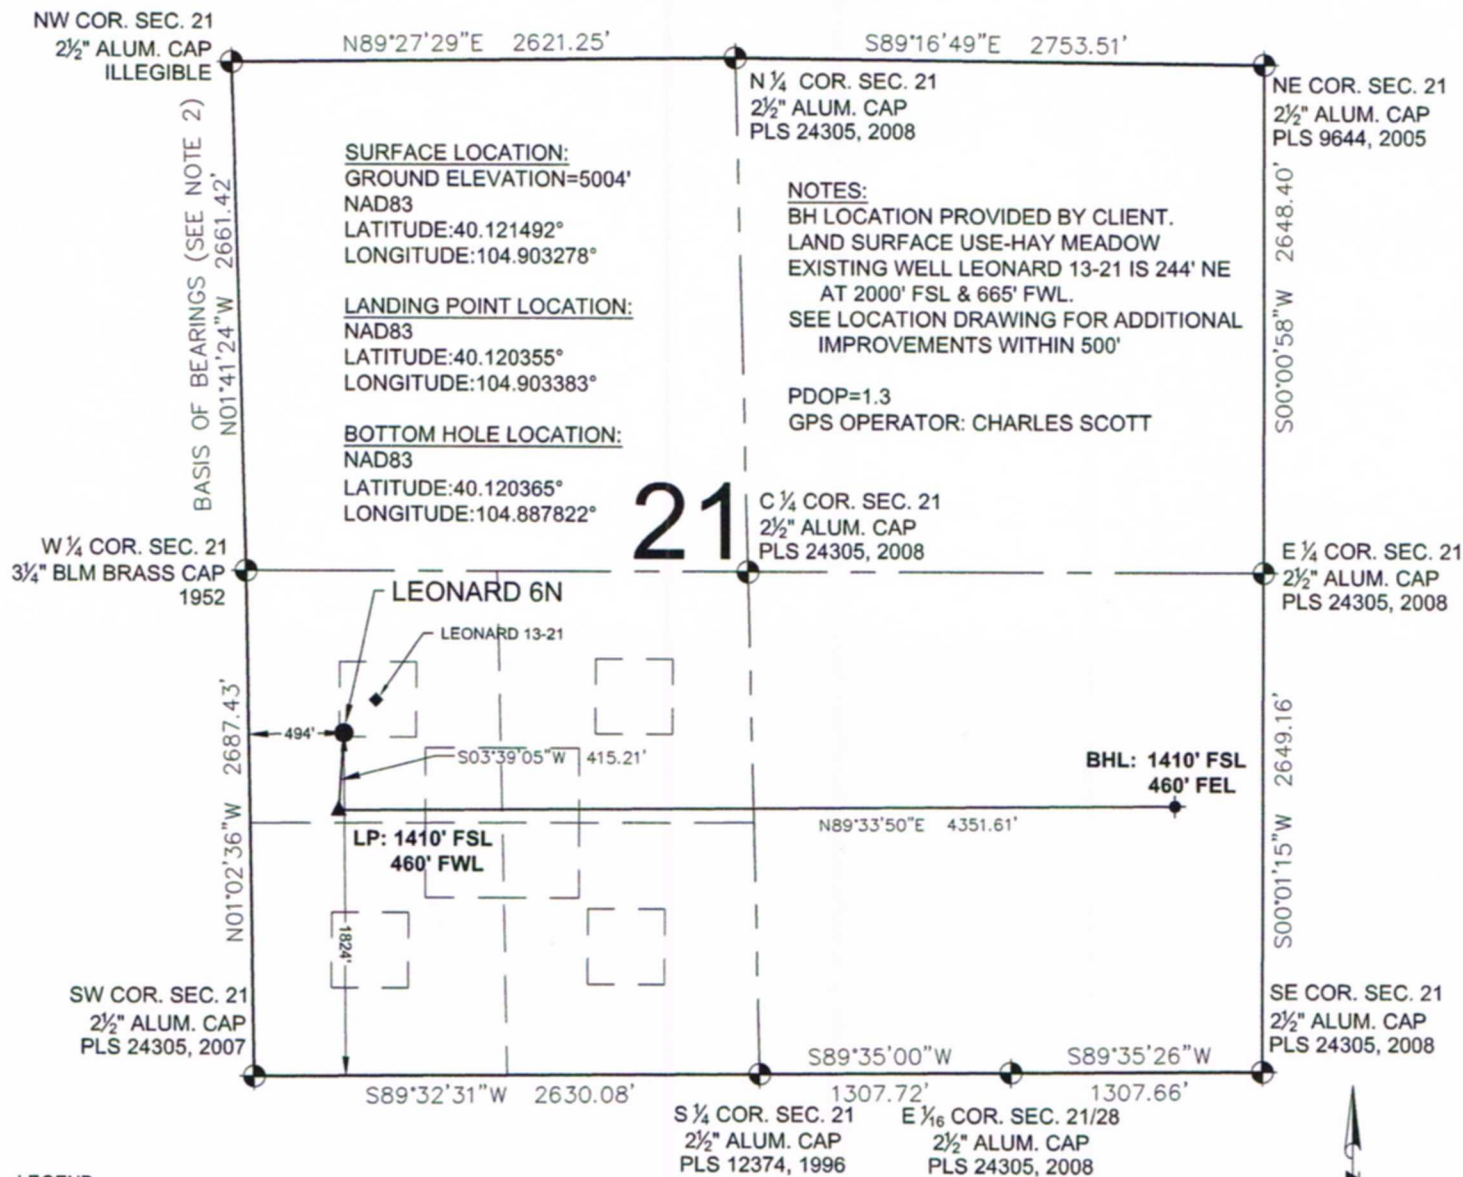 NW COR. SEC. 21
2½" ALUM. CAP
ILLEGIBLE
N89°27'29"E 2621.25'
S89°16'49"E 2753.51'
N ¼ COR. SEC. 21
2½" ALUM. CAP
PLS 24305, 2008
NE COR. SEC. 21
2½" ALUM. CAP
PLS 9644, 2005
BASIS OF BEARINGS (SEE NOTE 2)
N01°41'24"W 2661.42'
SURFACE LOCATION:
GROUND ELEVATION=5004'
NAD83
LATITUDE:40.121492°
LONGITUDE:104.903278°
LANDING POINT LOCATION:
NAD83
LATITUDE:40.120355°
LONGITUDE:104.903383°
BOTTOM HOLE LOCATION:
NAD83
LATITUDE:40.120365°
LONGITUDE:104.887822°
NOTES:
BH LOCATION PROVIDED BY CLIENT.
LAND SURFACE USE-HAY MEADOW
EXISTING WELL LEONARD 13-21 IS 244' NE
AT 2000' FSL & 665' FWL.
SEE LOCATION DRAWING FOR ADDITIONAL
IMPROVEMENTS WITHIN 500'
PDOP=1.3
GPS OPERATOR: CHARLES SCOTT
S00°00'58"W 2648.40'
21
C ¼ COR. SEC. 21
2½" ALUM. CAP
PLS 24305, 2008
W ¼ COR. SEC. 21
3¼" BLM BRASS CAP
1952
E ¼ COR. SEC. 21
2½" ALUM. CAP
PLS 24305, 2008
LEONARD 6N
LEONARD 13-21
494'
S03°39'05"W 415.21'
N01°02'36"W 2687.43'
BHL: 1410' FSL
460' FEL
N89°33'50"E 4351.61'
LP: 1410' FSL
460' FWL
1824'
S00°01'15"W 2649.16'
SW COR. SEC. 21
2½" ALUM. CAP
PLS 24305, 2007
SE COR. SEC. 21
2½" ALUM. CAP
PLS 24305, 2008
S89°32'31"W 2630.08'
S89°35'00"W
1307.72'
S89°35'26"W
1307.66'
S ¼ COR. SEC. 21
2½" ALUM. CAP
PLS 12374, 1996
E ⅟16 COR. SEC. 21/28
2½" ALUM. CAP
PLS 24305, 2008